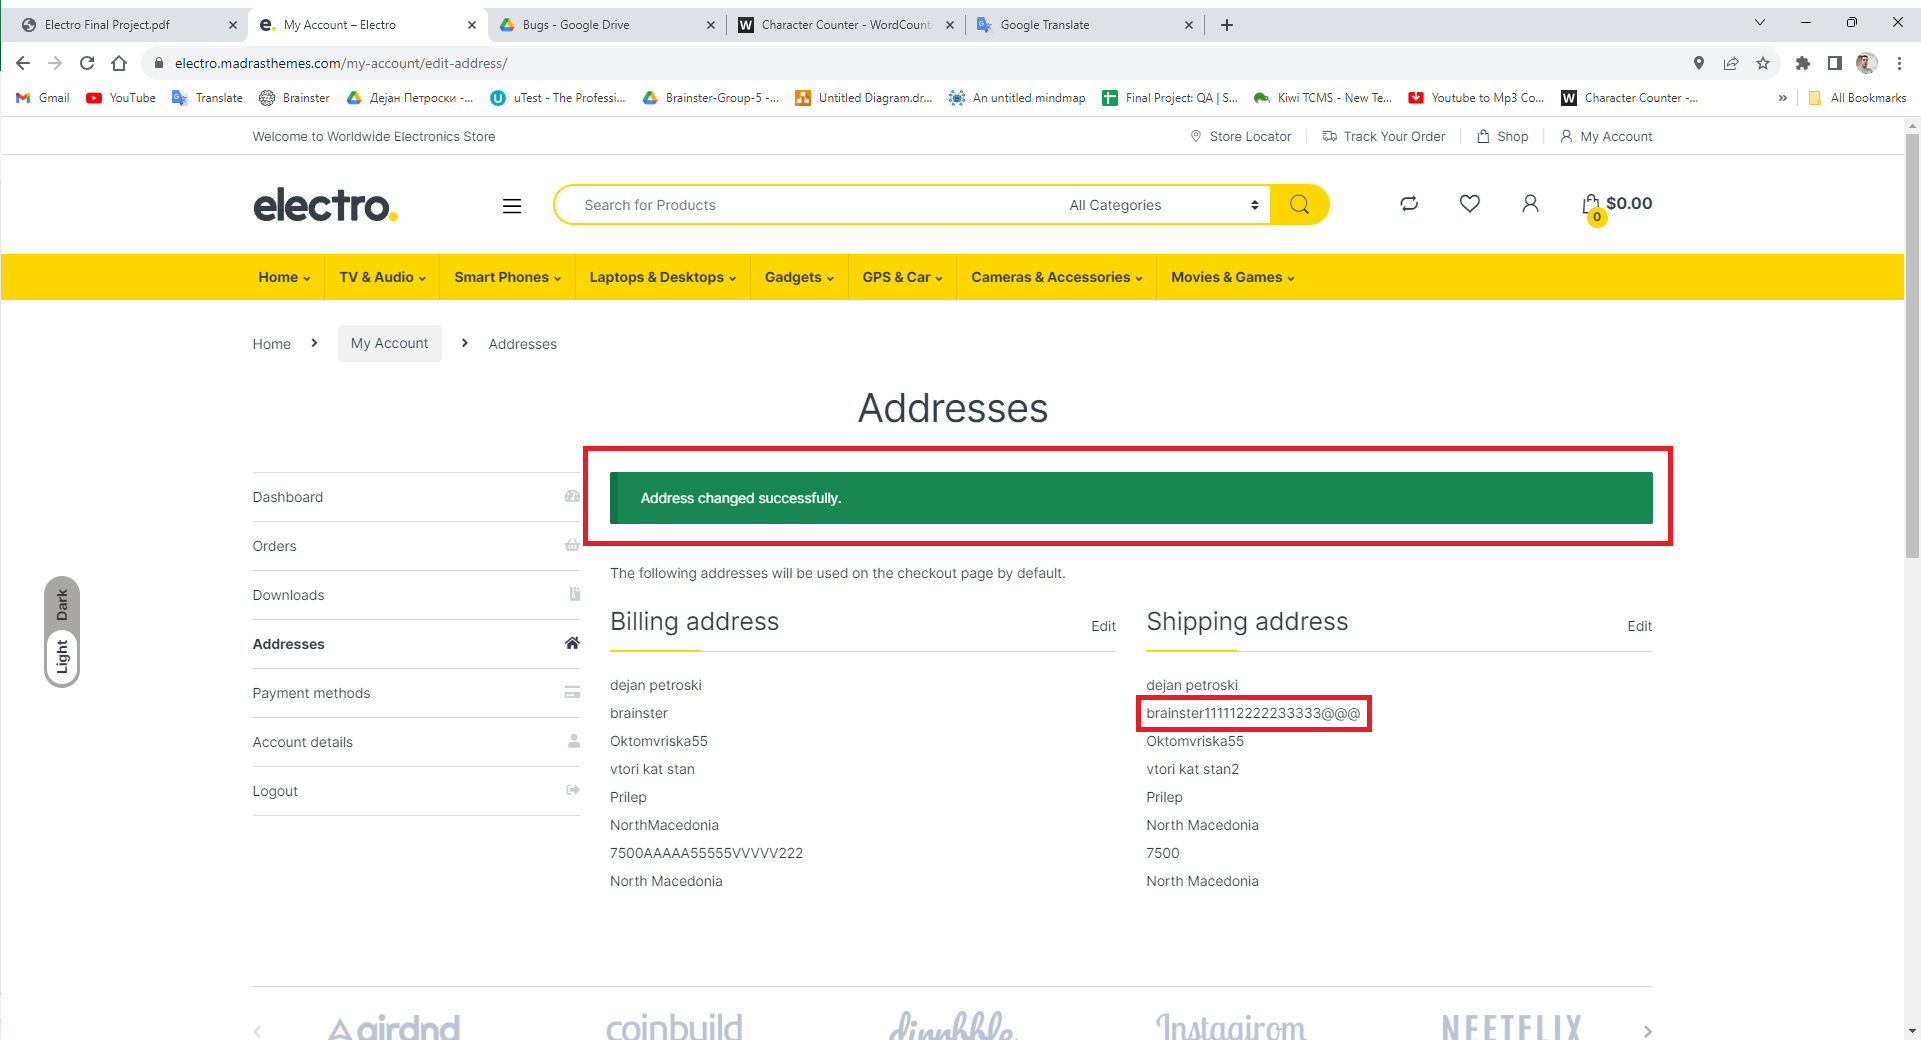 Electro Final Project.pdf
My Account – Electro
Bugs - Google Drive
Character Counter - WordCount
Google Translate
electro.madrasthemes.com/my-account/edit-address/
Gmail
YouTube
Translate
Brainster
Дејан Петроски -...
uTest - The Professi...
Brainster-Group-5 -...
Untitled Diagram.dr...
An untitled mindmap
Final Project: QA | S...
Kiwi TCMS - New Te...
Youtube to Mp3 Co...
Character Counter -...
»
All Bookmarks
Welcome to Worldwide Electronics Store
Store Locator
Track Your Order
Shop
My Account
electro.
Search for Products
All Categories
0
$0.00
Home
TV & Audio
Smart Phones
Laptops & Desktops
Gadgets
GPS & Car
Cameras & Accessories
Movies & Games
Home
My Account
Addresses
Addresses
Address changed successfully.
Dashboard
Orders
Downloads
Addresses
Payment methods
Account details
Logout
Dark
Light
The following addresses will be used on the checkout page by default.
Billing address
Edit
dejan petroski
brainster
Oktomvriska55
vtori kat stan
Prilep
NorthMacedonia
7500AAAAA55555VVVVV222
North Macedonia
Shipping address
Edit
dejan petroski
brainster111112222233333@@@
Oktomvriska55
vtori kat stan2
Prilep
North Macedonia
7500
North Macedonia
airdnd
coinbuild
dinnbbble
Instagirom
NEETFLIX